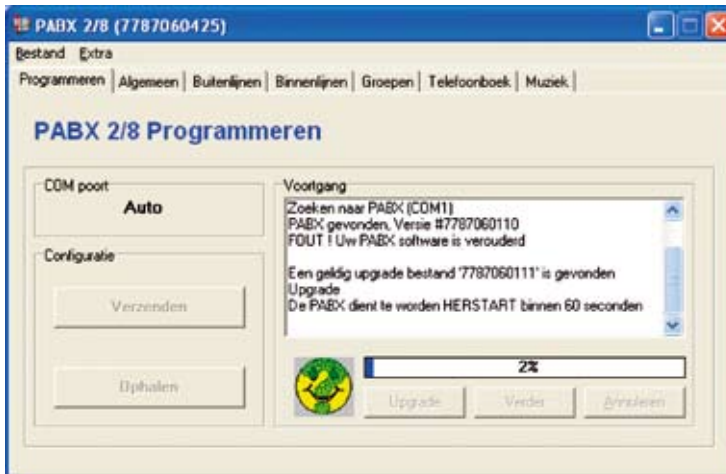 PABX 2/8 (7787060425)
Bestand Extra
Programmeren Algemeen Buitenlijnen Binnenlijnen Groepen Telefoonboek Muziek
PABX 2/8 Programmeren
COM poort
Auto
Configuratie
Verzenden
Ophalen
Voortgang
Zoeken naar PABX (COM1)
PABX gevonden, Versie #7787060110
FOUT ! Uw PABX software is verouderd
Een geldig upgrade bestand '7787060111' is gevonden
Upgrade
De PABX dient te worden HERSTART binnen 60 seconden
2%
Upgrade Verder Annuleren